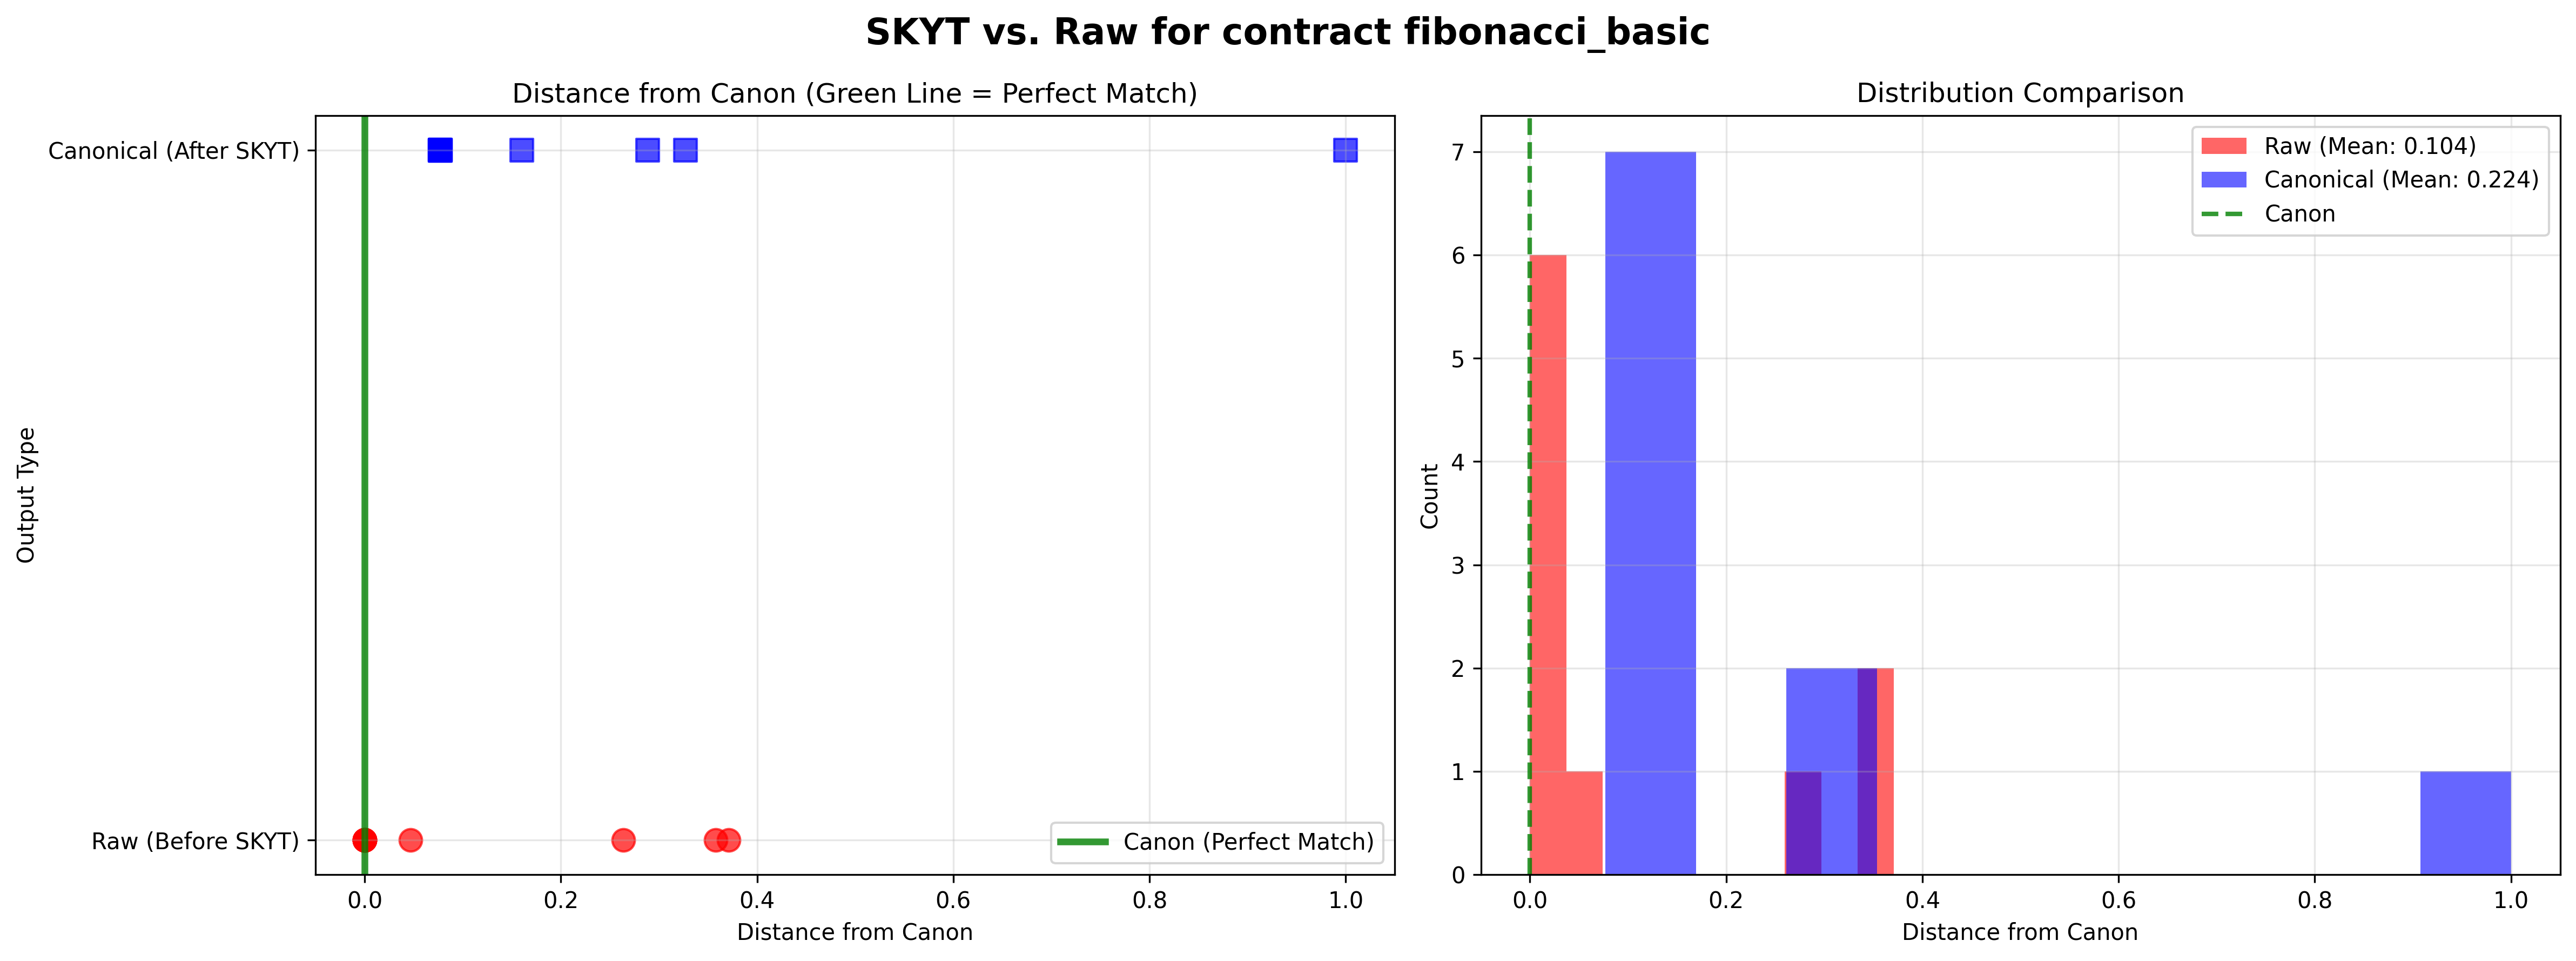 SKYT vs. Raw for contract fibonacci_basic
Distance from Canon (Green Line = Perfect Match)
Output Type
Canonical (After SKYT)
Raw (Before SKYT)
Canon (Perfect Match)
0.0 0.2 0.4 0.6 0.8 1.0
Distance from Canon
Distribution Comparison
Count
7
6
5
4
3
2
1
0
Raw (Mean: 0.104)
Canonical (Mean: 0.224)
Canon
0.0 0.2 0.4 0.6 0.8 1.0
Distance from Canon